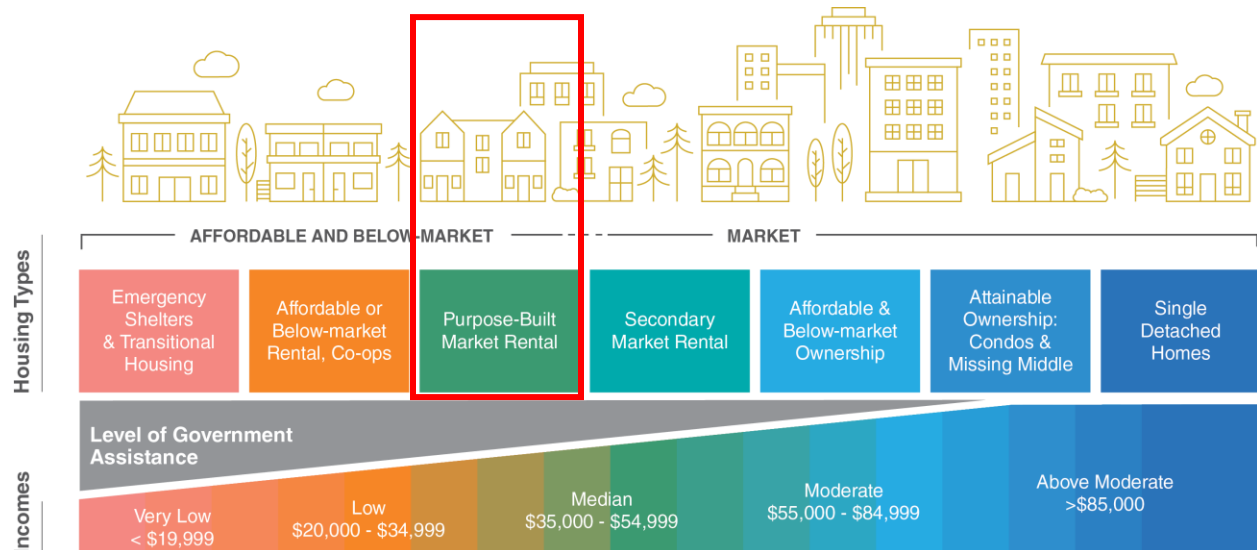 AFFORDABLE AND BELOW-MARKET
MARKET
Housing Types
Emergency
Shelters
& Transitional
Housing
Affordable or
Below-market
Rental, Co-ops
Purpose-Built
Market Rental
Secondary
Market Rental
Affordable &
Below-market
Ownership
Attainable
Ownership:
Condos &
Missing Middle
Single
Detached
Homes
Level of Government
Assistance
Incomes
Very Low
< $19,999
Low
$20,000 - $34,999
Median
$35,000 - $54,999
Moderate
$55,000 - $84,999
Above Moderate
>$85,000